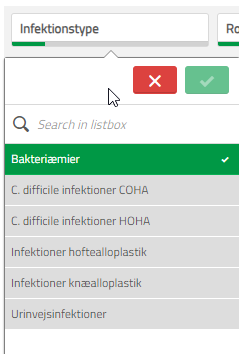 Infektionstype
Ro
Search in listbox
Bakteriæmier
C. difficile infektioner COHA
C. difficile infektioner HOHA
Infektioner hoftealloplastik
Infektioner knæalloplastik
Urinvejsinfektioner